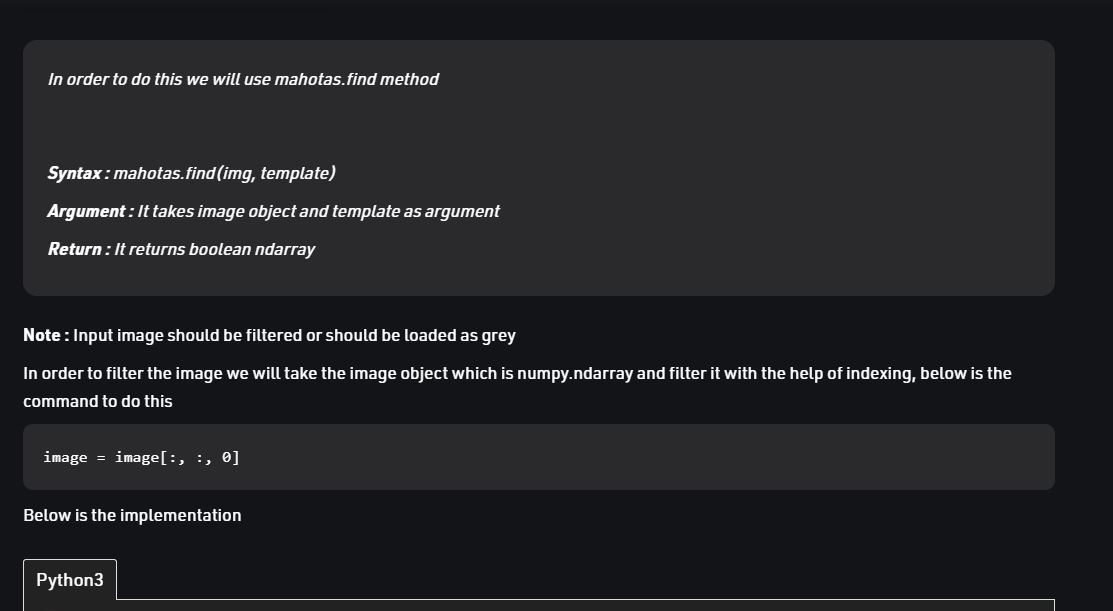 In order to do this we will use mahotas.find method
Syntax : mahotas.find(img, template)
Argument : It takes image object and template as argument
Return : It returns boolean ndarray
Note : Input image should be filtered or should be loaded as grey
In order to filter the image we will take the image object which is numpy.ndarray and filter it with the help of indexing, below is the
command to do this
image = image[:, :, 0]
Below is the implementation
Python3